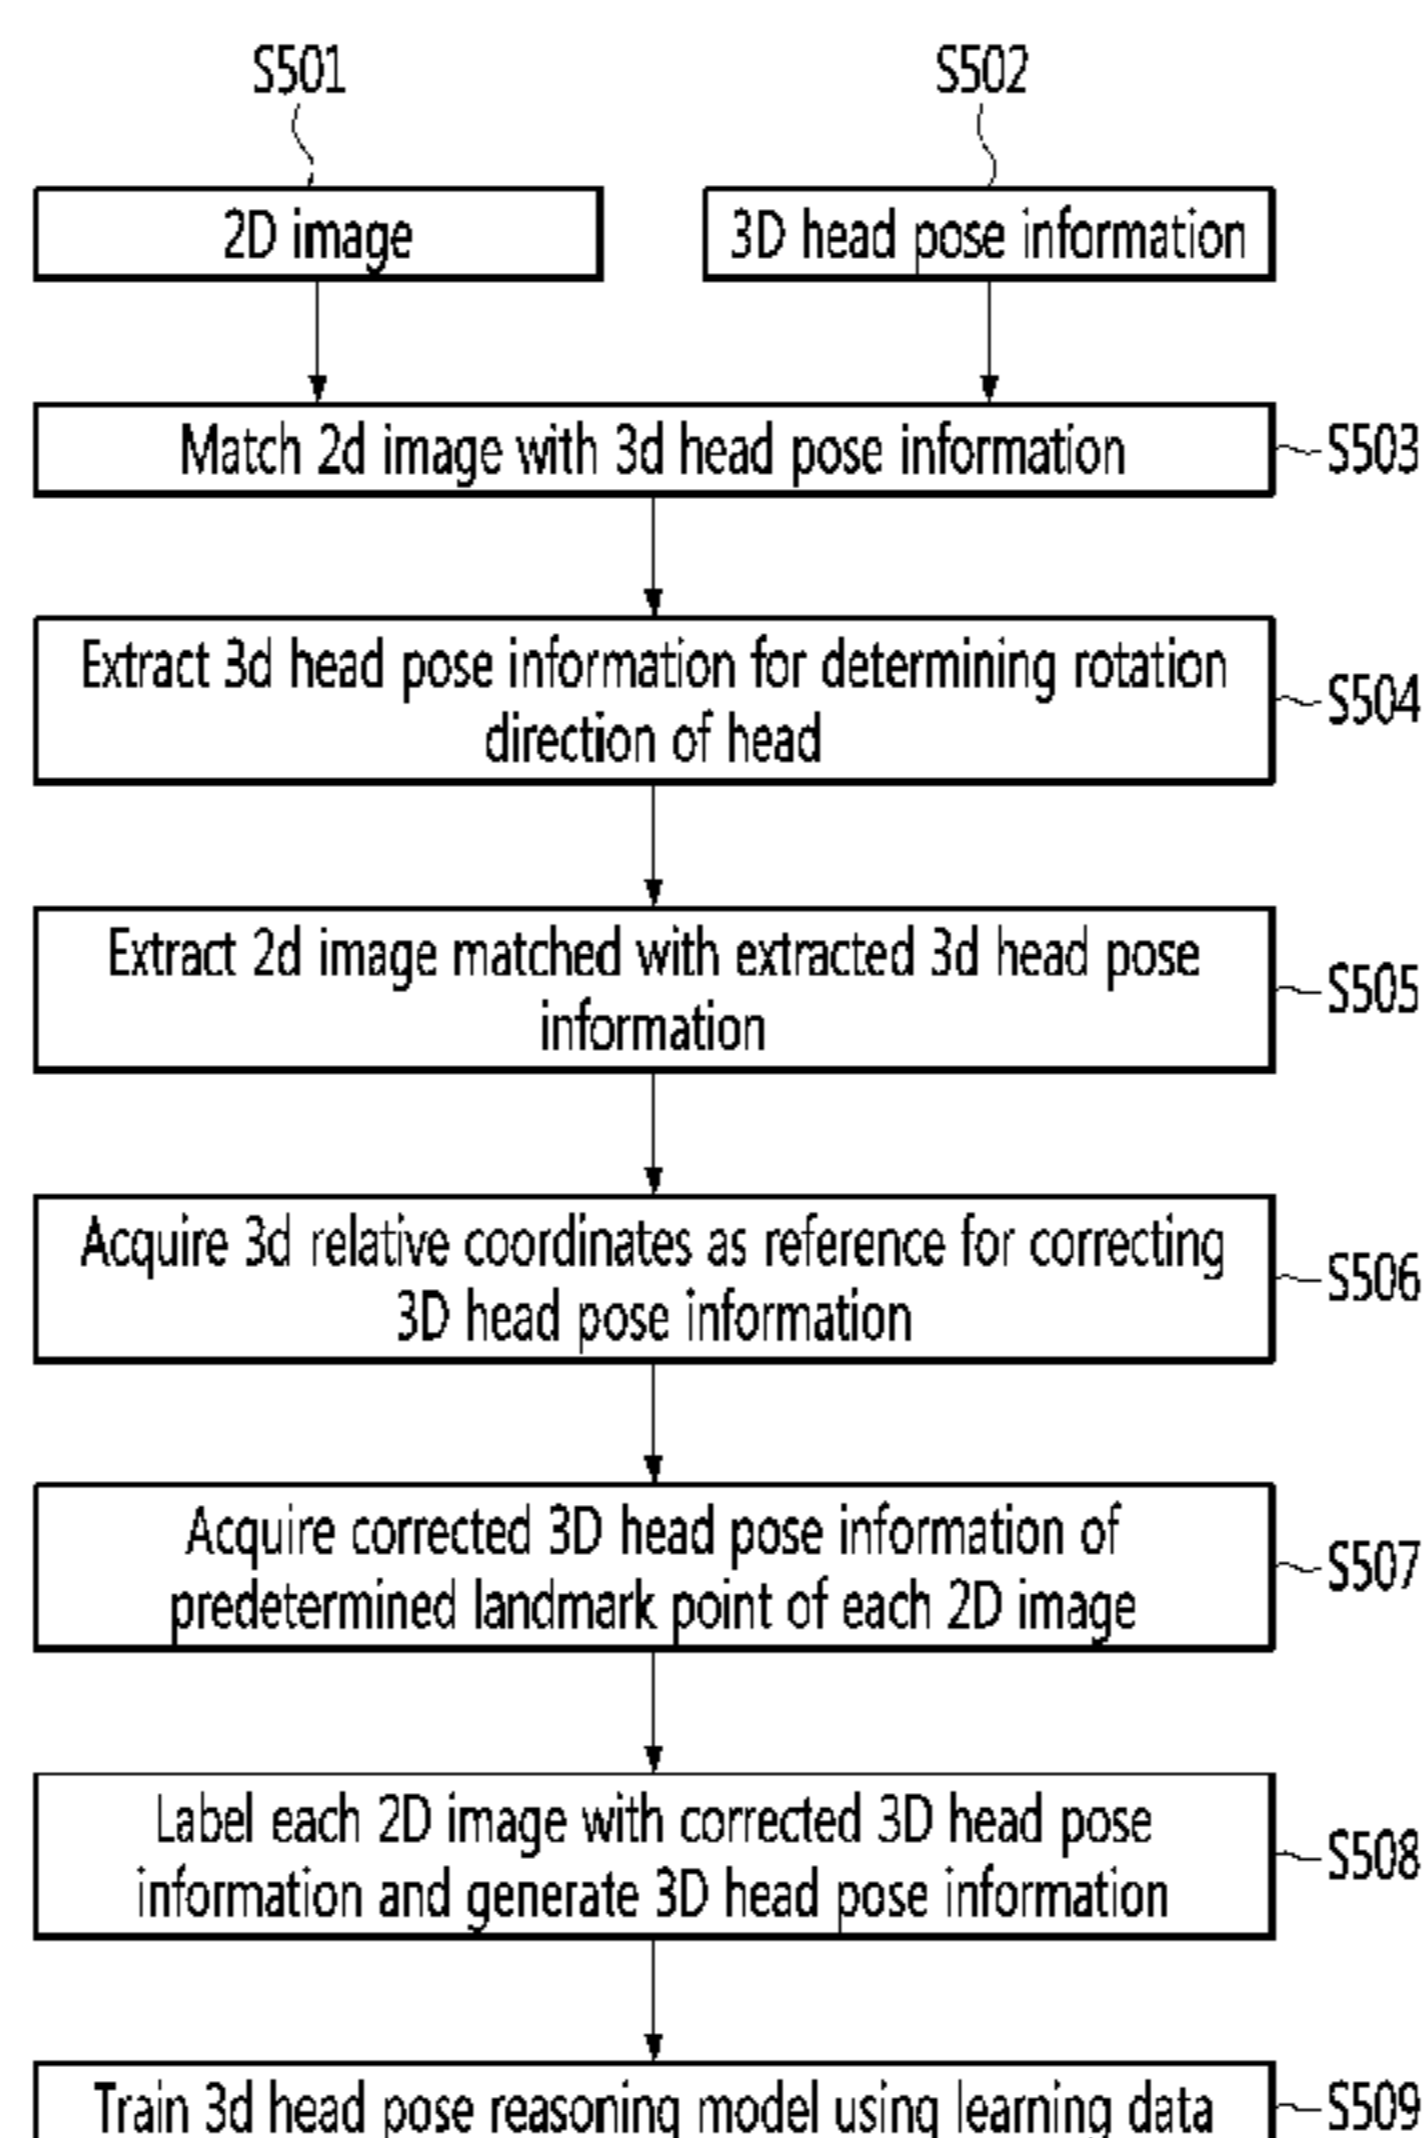 S501
S502
2D image
3D head pose information
Match 2d image with 3d head pose information
S503
Extract 3d head pose information for determining rotation
direction of head
S504
Extract 2d image matched with extracted 3d head pose
information
S505
Acquire 3d relative coordinates as reference for correcting
3D head pose information
S506
Acquire corrected 3D head pose information of
predetermined landmark point of each 2D image
S507
Label each 2D image with corrected 3D head pose
information and generate 3D head pose information
S508
Train 3d head pose reasoning model using learning data
S509